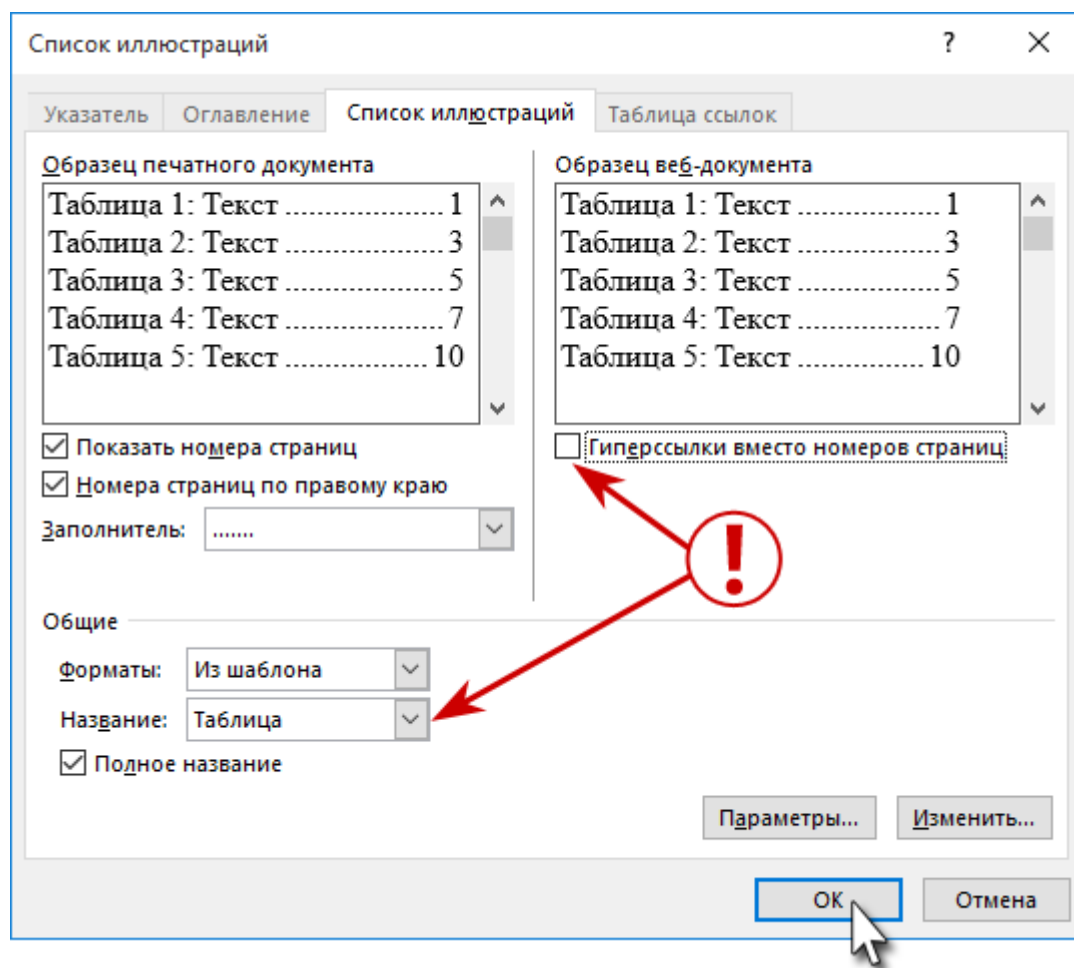 Список иллюстраций ?
Указатель Оглавление Список иллюстраций Таблица ссылок
Образец печатного документа
Таблица 1: Текст .................... 1
Таблица 2: Текст .................... 3
Таблица 3: Текст .................... 5
Таблица 4: Текст .................... 7
Таблица 5: Текст .................. 10
Показать номера страниц
Номера страниц по правому краю
Заполнитель: .......
Образец веб-документа
Таблица 1: Текст .................. 1
Таблица 2: Текст .................. 3
Таблица 3: Текст .................. 5
Таблица 4: Текст .................. 7
Таблица 5: Текст ................ 10
Гиперссылки вместо номеров страниц
!
Общие
Форматы: Из шаблона
Название: Таблица
Полное название
Параметры... Изменить...
ОК Отмена